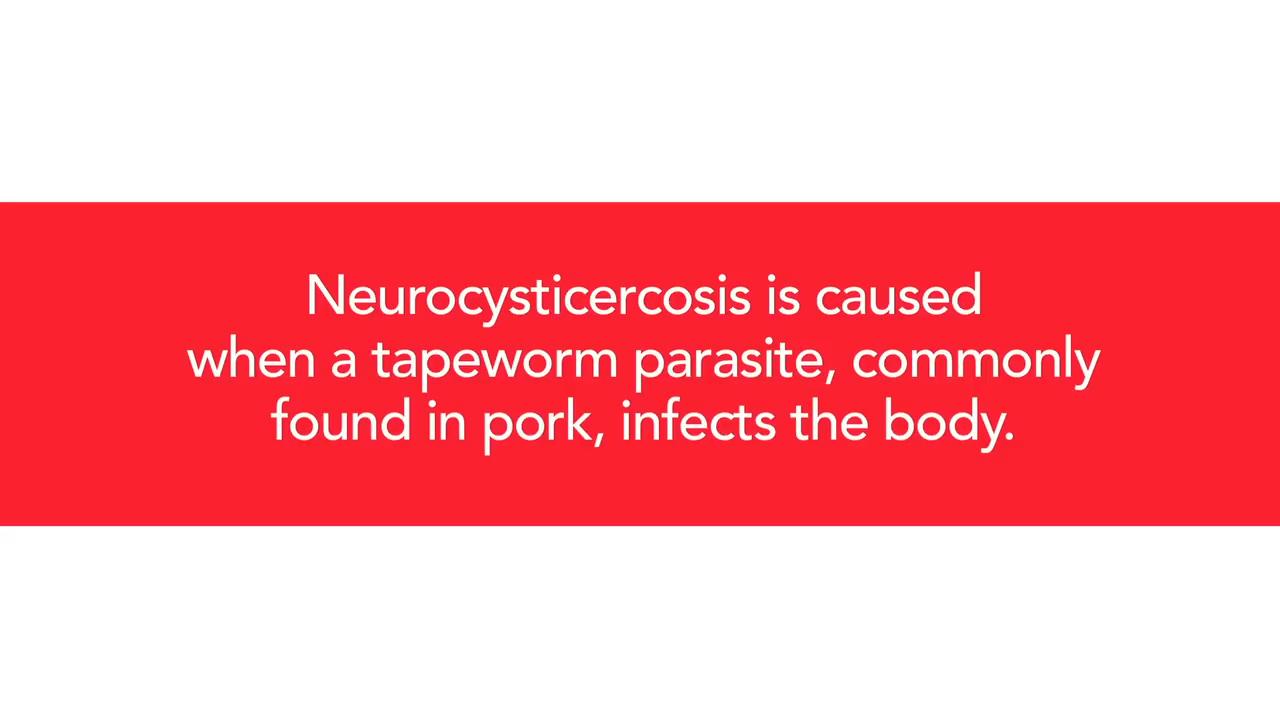 Neurocysticercosis is caused
when a tapeworm parasite, commonly
found in pork, infects the body.